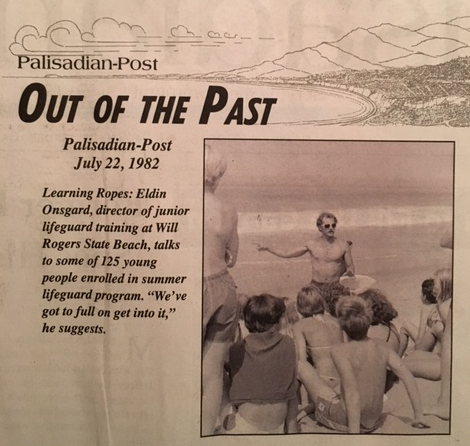 Palisadian-Post
OUT OF THE PAST
Palisadian-Post
July 22, 1982
Learning Ropes: Eldin
Onsgard, director of junior
lifeguard training at Will
Rogers State Beach, talks
to some of 125 young
people enrolled in summer
lifeguard program. “We’ve
got to full on get into it,”
he suggests.